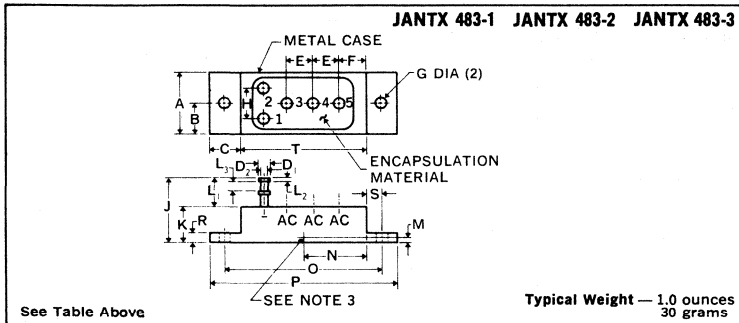 JANTX 483-1 JANTX 483-2 JANTX 483-3
METAL CASE
E E F
G DIA (2)
A
B
H
2
3 4 5
1
C
T
ENCAPSULATION
MATERIAL
L3 D2 D
S
J
L
L2
K
R
AC AC AC
M
N
O
P
SEE NOTE 3
See Table Above
Typical Weight — 1.0 ounces
30 grams